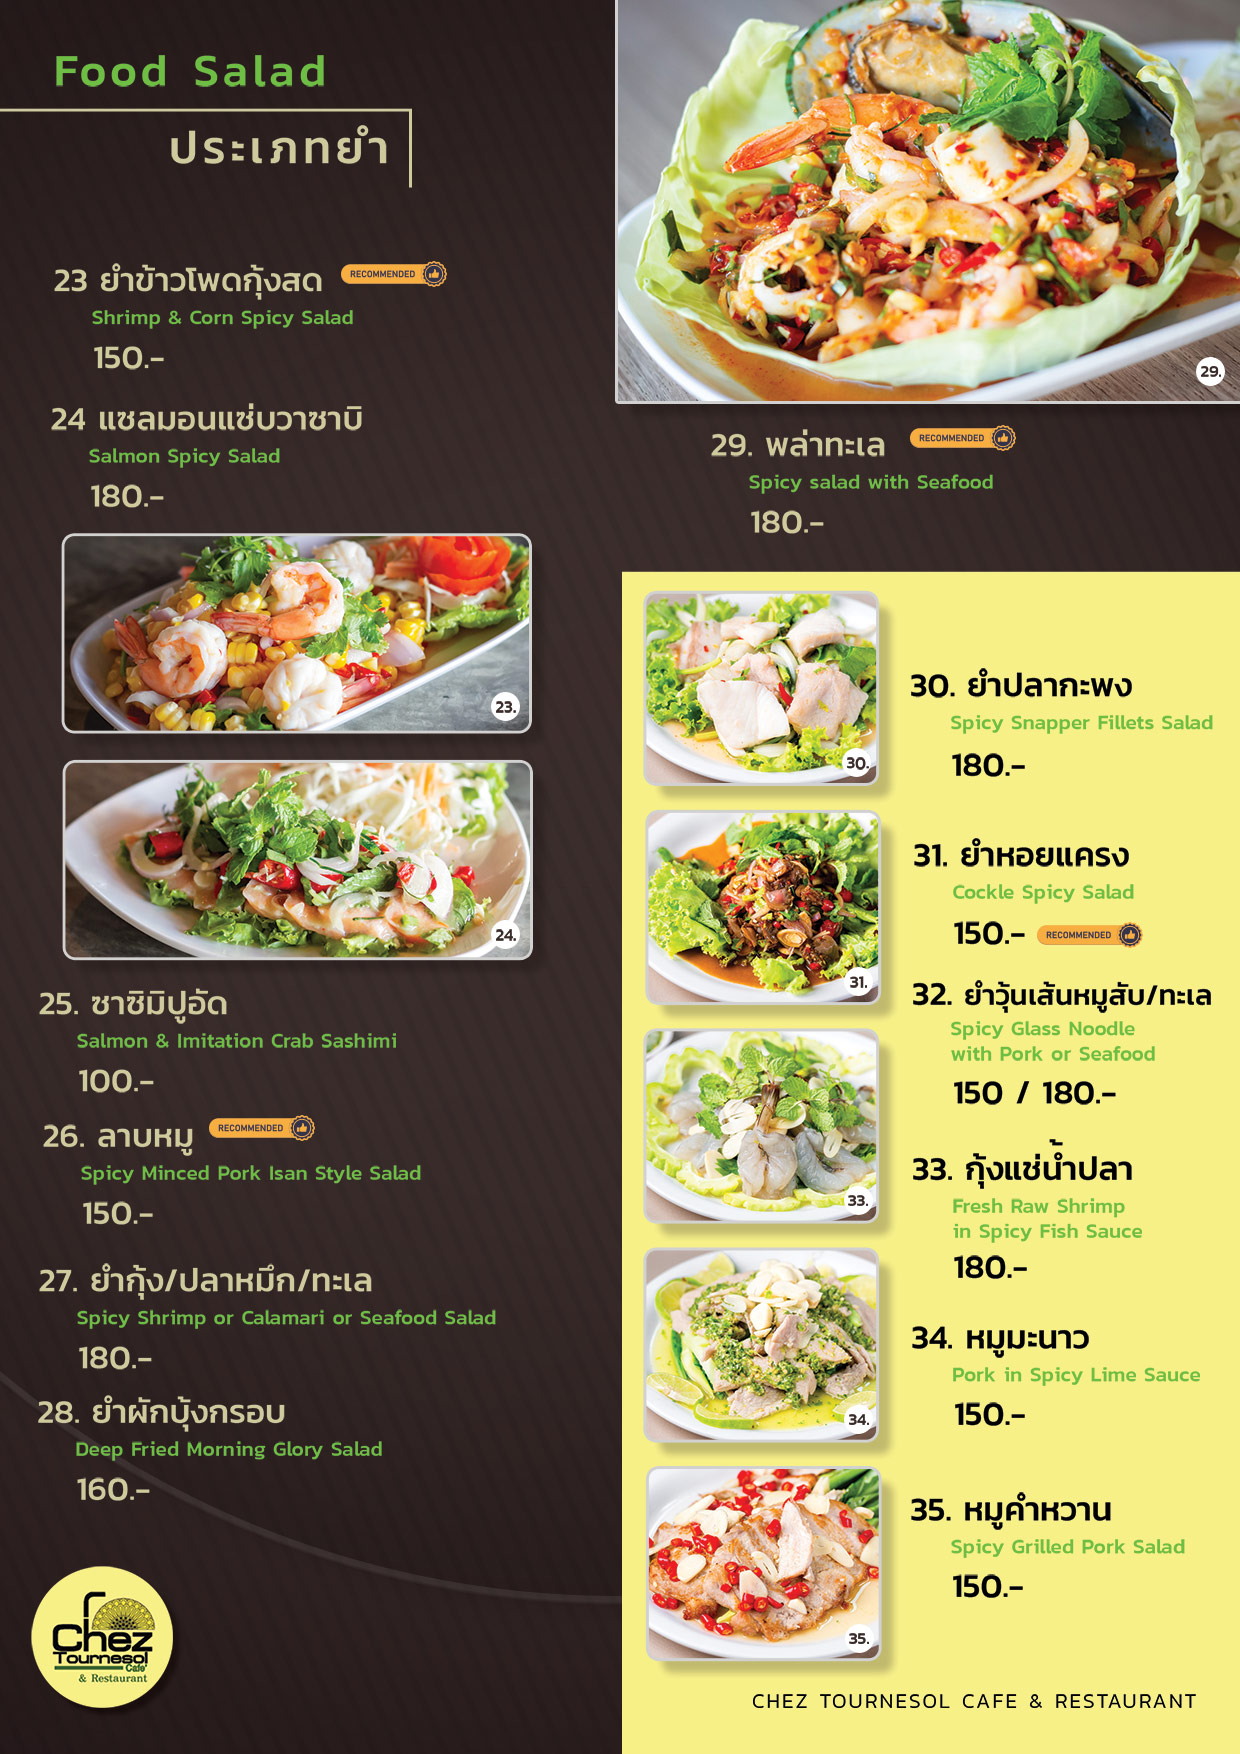 Food Salad
ประเภทยำ
23 ยำข้าวโพดกุ้งสด RECOMMENDED
Shrimp & Corn Spicy Salad
150.-
24 แซลมอนแซ่บวาซาบิ
Salmon Spicy Salad
180.-
23.
24.
25. ซาซิมิปูอัด
Salmon & Imitation Crab Sashimi
100.-
26. ลาบหมู RECOMMENDED
Spicy Minced Pork Isan Style Salad
150.-
27. ยำกุ้ง/ปลาหมึก/ทะเล
Spicy Shrimp or Calamari or Seafood Salad
180.-
28. ยำผักบุ้งกรอบ
Deep Fried Morning Glory Salad
160.-
Chez
Tournesol
Cafe'
& Restaurant
29.
29. พล่าทะเล RECOMMENDED
Spicy salad with Seafood
180.-
30.
30. ยำปลากะพง
Spicy Snapper Fillets Salad
180.-
31.
31. ยำหอยแครง
Cockle Spicy Salad
150.- RECOMMENDED
32. ยำวุ้นเส้นหมูสับ/ทะเล
Spicy Glass Noodle
with Pork or Seafood
150 / 180.-
33.
33. กุ้งแช่น้ำปลา
Fresh Raw Shrimp
in Spicy Fish Sauce
180.-
34.
34. หมูมะนาว
Pork in Spicy Lime Sauce
150.-
35.
35. หมูคำหวาน
Spicy Grilled Pork Salad
150.-
CHEZ TOURNESOL CAFE & RESTAURANT